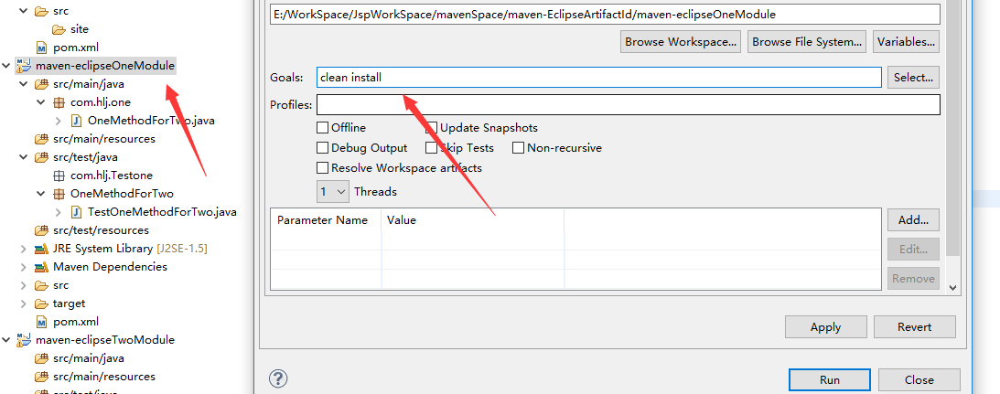 src
site
pom.xml
maven-eclipseOneModule
src/main/java
com.hlj.one
OneMethodForTwo.java
src/main/resources
src/test/java
com.hlj.Testone
OneMethodForTwo
TestOneMethodForTwo.java
src/test/resources
JRE System Library [J2SE-1.5]
Maven Dependencies
src
target
pom.xml
maven-eclipseTwoModule
src/main/java
src/main/resources
src/test/java
E:/WorkSpace/JspWorkSpace/mavenSpace/maven-EclipseArtifactId/maven-eclipseOneModule
Browse Workspace... Browse File System... Variables...
Goals: clean install Select...
Profiles:
Offline Update Snapshots
Debug Output Skip Tests Non-recursive
Resolve Workspace artifacts
1 Threads
Parameter Name Value Add...
Edit...
Remove
Apply Revert
? Run Close